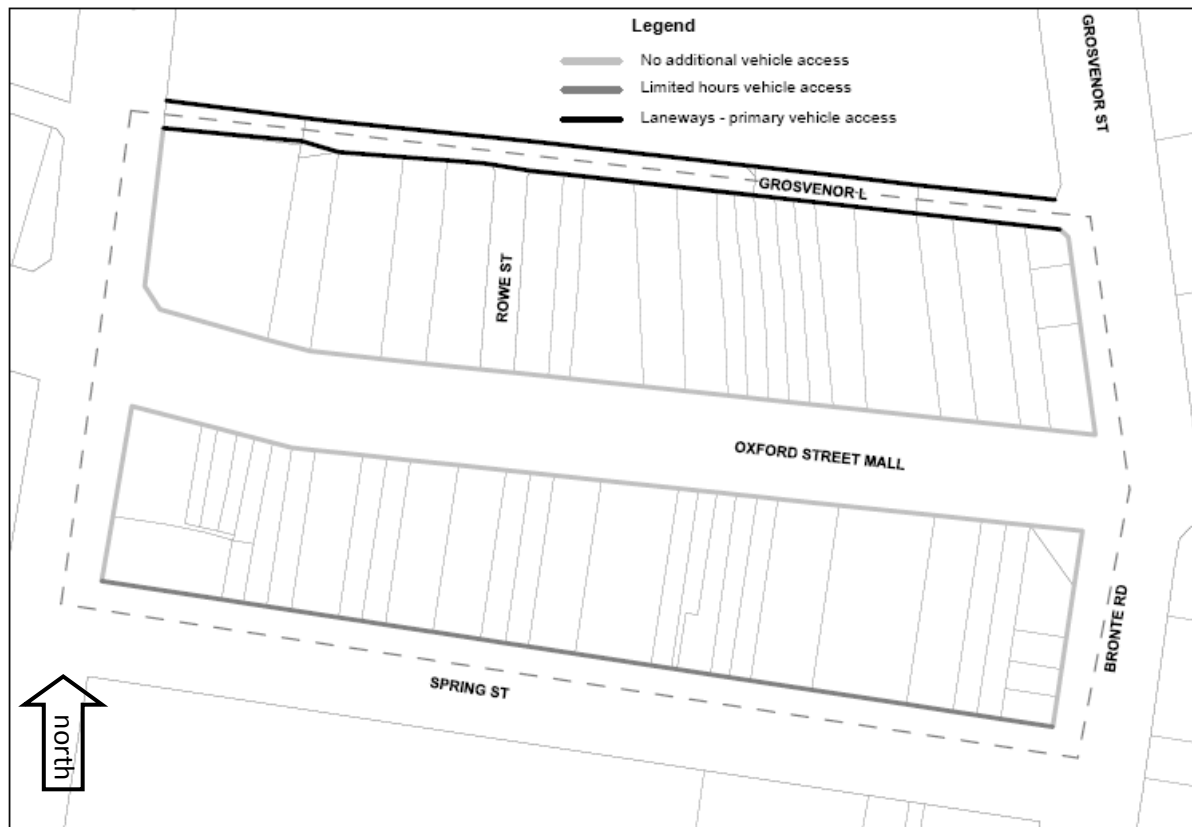 Legend
No additional vehicle access
Limited hours vehicle access
Laneways - primary vehicle access
GROSVENOR ST
GROSVENOR L
ROWE ST
OXFORD STREET MALL
BRONTE RD
SPRING ST
north